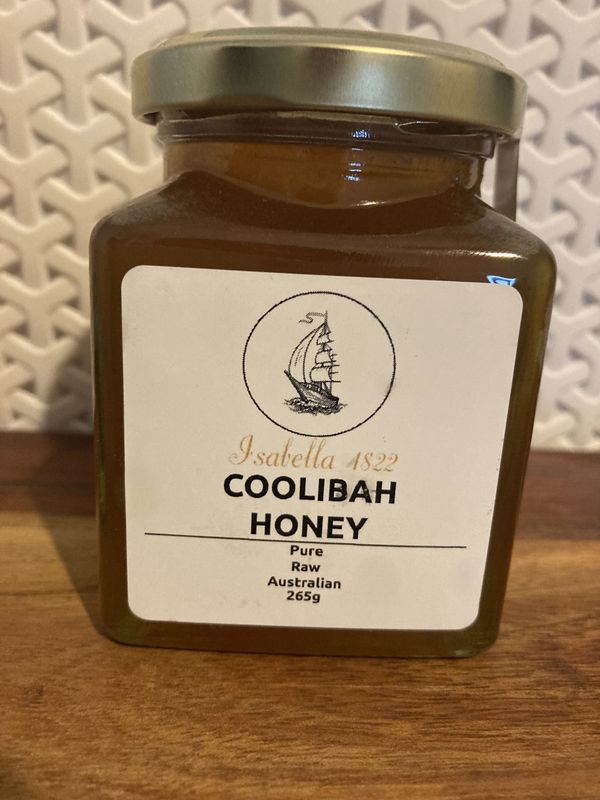 Isabella 1822
COOLIBAH
HONEY
Pure
Raw
Australian
265g